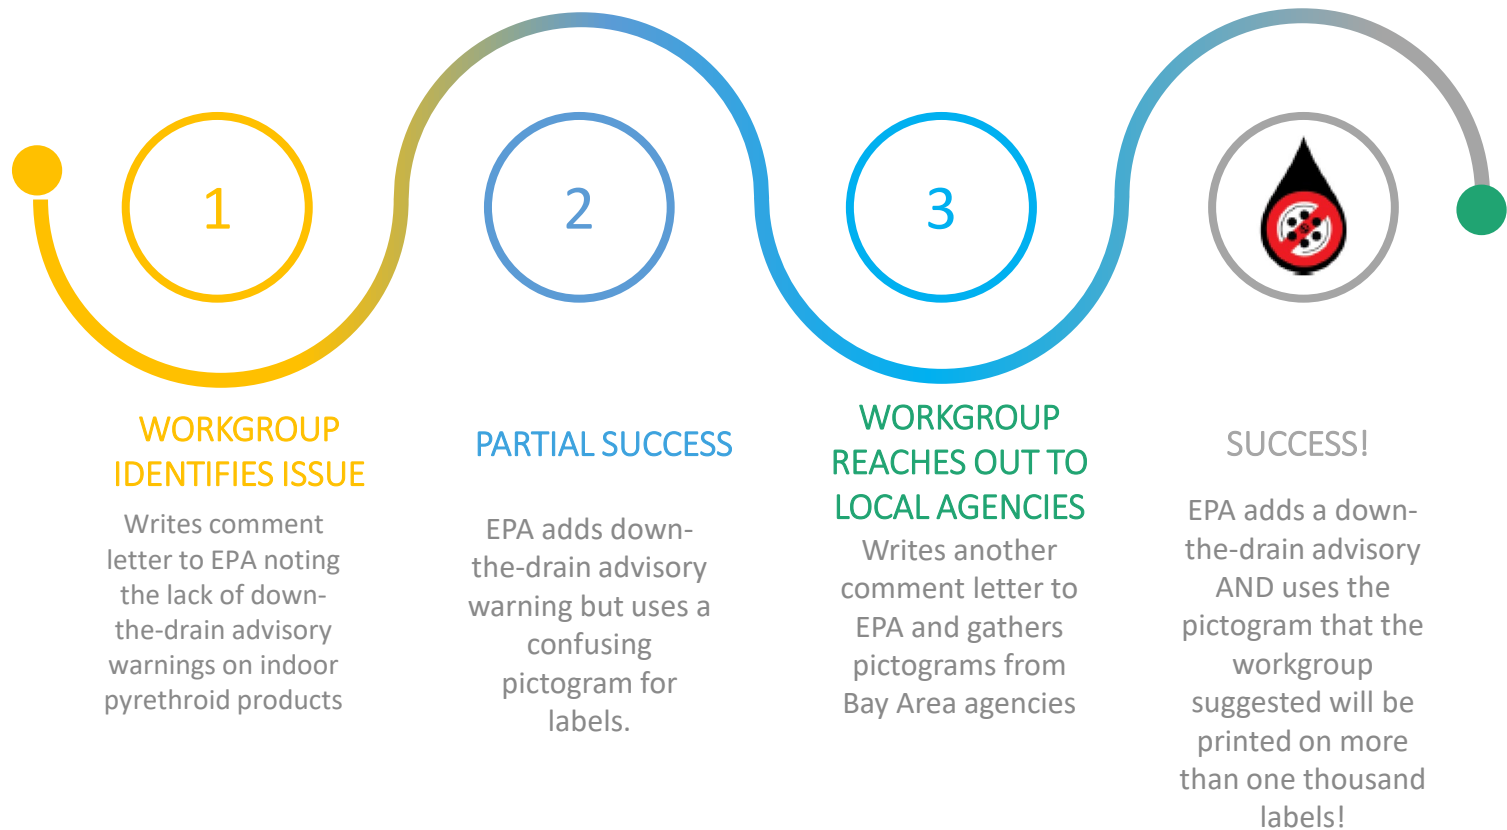 1
WORKGROUP
IDENTIFIES ISSUE
Writes comment
letter to EPA noting
the lack of down-
the-drain advisory
warnings on indoor
pyrethroid products
2
PARTIAL SUCCESS
EPA adds down-
the-drain advisory
warning but uses a
confusing
pictogram for
labels.
3
WORKGROUP
REACHES OUT TO
LOCAL AGENCIES
Writes another
comment letter to
EPA and gathers
pictograms from
Bay Area agencies
SUCCESS!
EPA adds a down-
the-drain advisory
AND uses the
pictogram that the
workgroup
suggested will be
printed on more
than one thousand
labels!